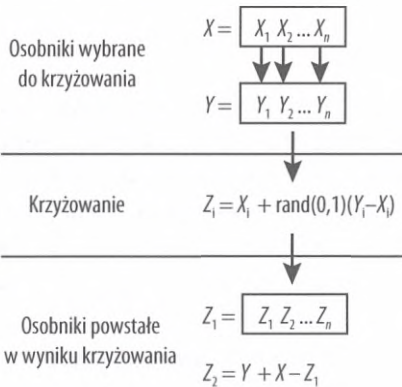 Osobniki wybrane
do krzyżowania
X = X₁ X₂ ... Xₙ
Y = Y₁ Y₂ ... Yₙ
Krzyżowanie
Zᵢ = Xᵢ + rand(0,1)(Yᵢ–Xᵢ)
Osobniki powstałe
w wyniku krzyżowania
Z₁ = Z₁ Z₂ ... Zₙ
Z₂ = Y + X – Z₁